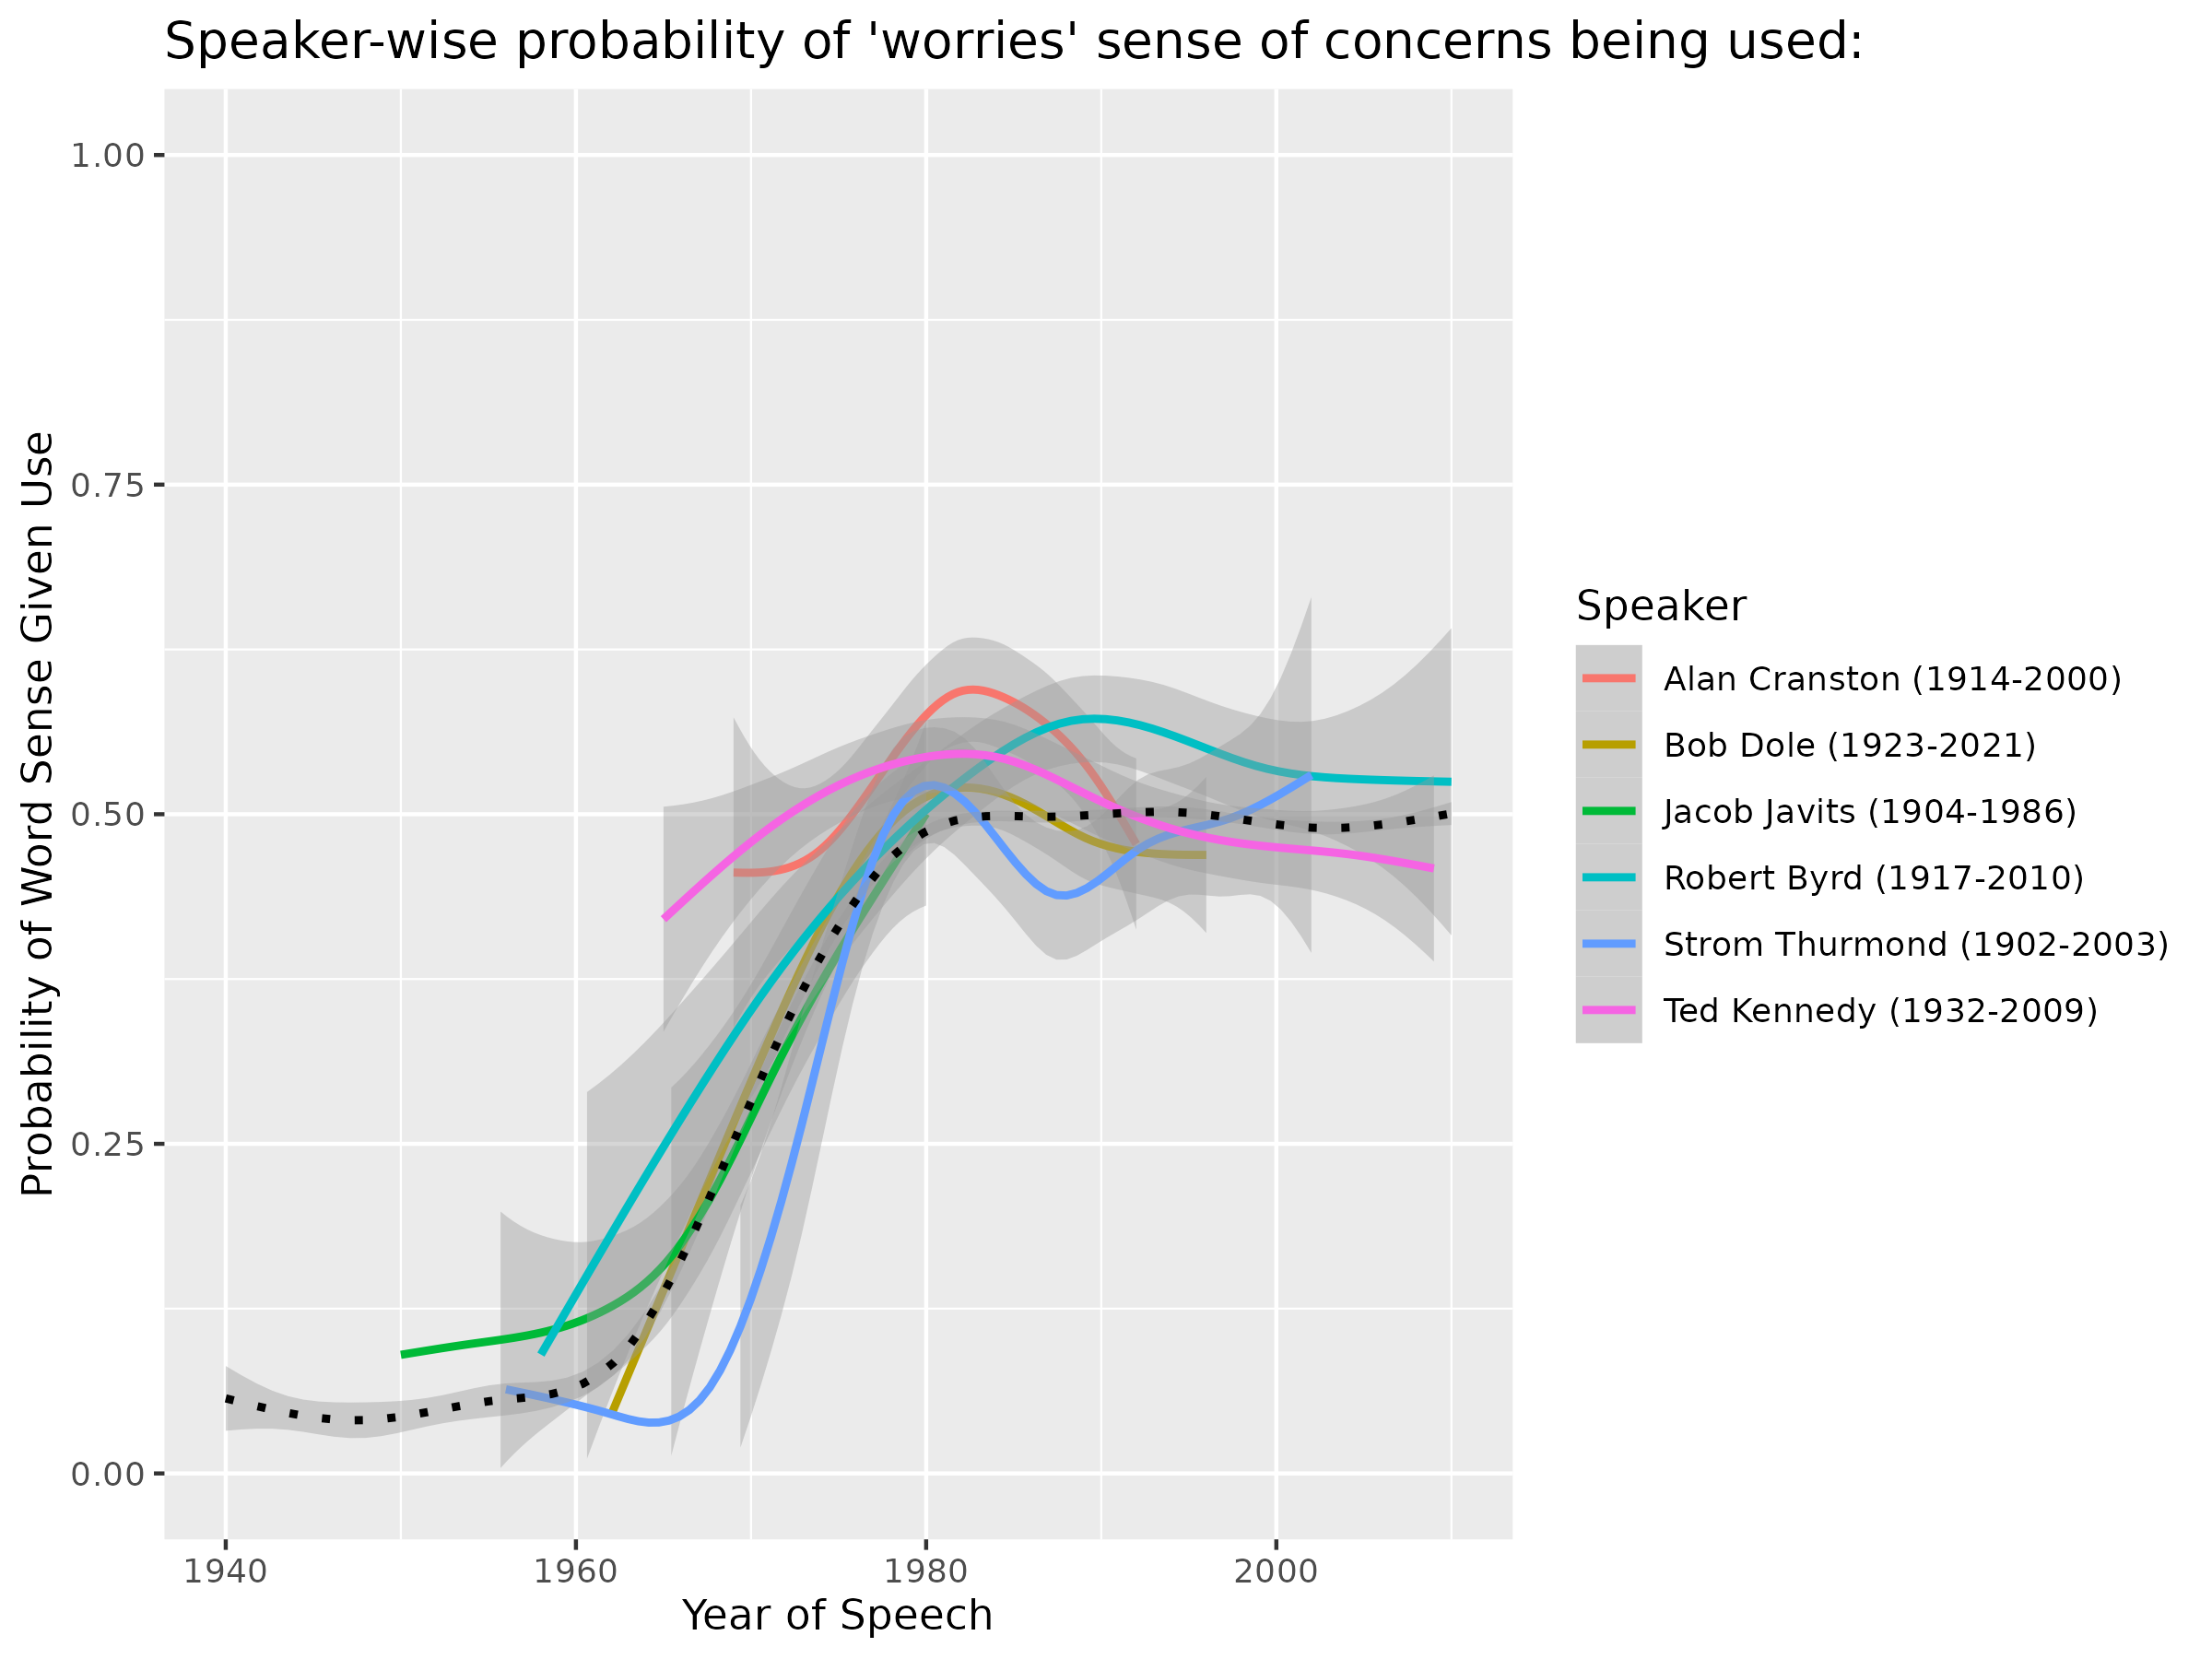 Speaker-wise probability of 'worries' sense of concerns being used:
Probability of Word Sense Given Use
1.00
0.75
0.50
0.25
0.00
1940
1960
1980
2000
Year of Speech
Speaker
Alan Cranston (1914-2000)
Bob Dole (1923-2021)
Jacob Javits (1904-1986)
Robert Byrd (1917-2010)
Strom Thurmond (1902-2003)
Ted Kennedy (1932-2009)